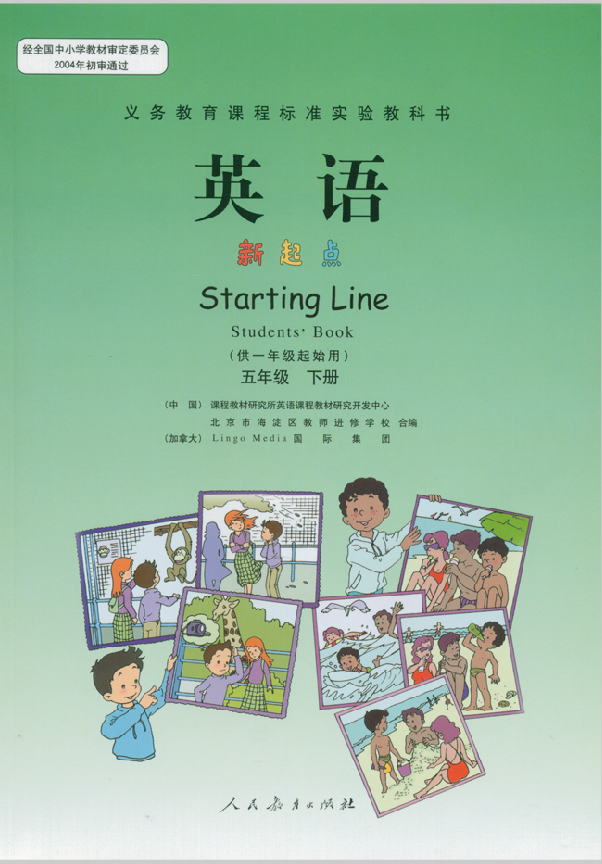 经全国中小学教材审定委员会
2004年初审通过
义务教育课程标准实验教科书
英语
新起点
Starting Line
Students' Book
(供一年级起始用)
五年级 下册
(中国) 课程教材研究所英语课程教材研究开发中心
北京市海淀区教师进修学校 合编
(加拿大) Lingo Media 国际集团
人民教育出版社